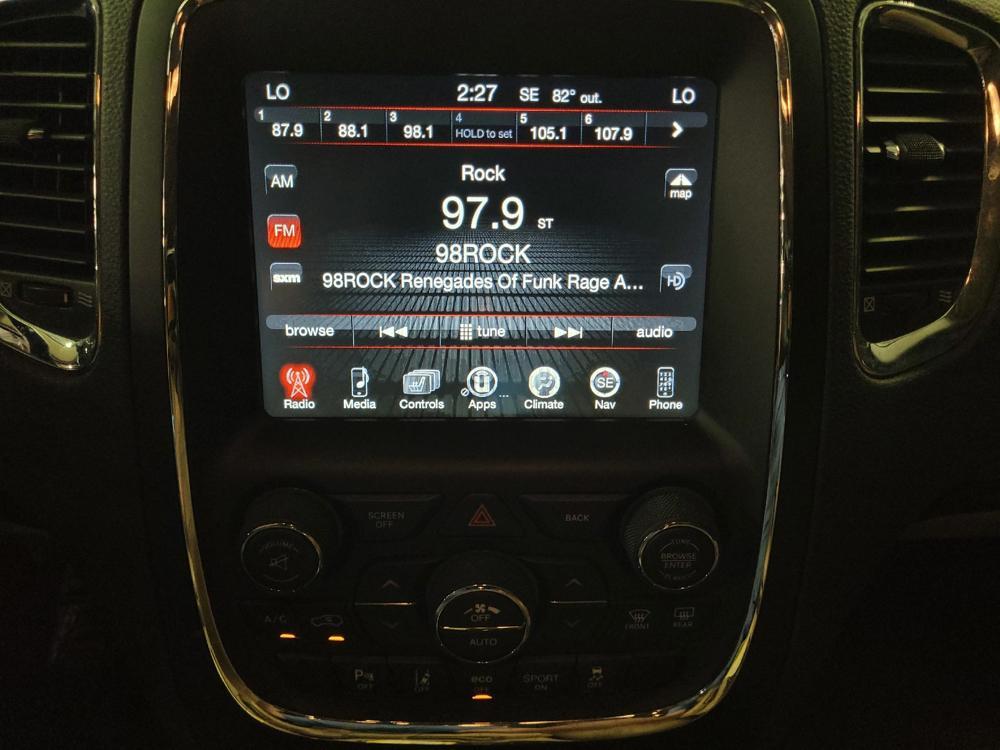 LO 2:27 SE 82° out. LO
1 2 3 4 5 6
87.9 88.1 98.1 HOLD to set 105.1 107.9
Rock
AM
map
97.9 ST
FM
98ROCK
sxm 98ROCK Renegades Of Funk Rage A... HD
browse tune audio
Radio Media Controls Apps ... Climate SE Nav Phone
SCREEN OFF
BACK
VOLUME
TUNE
BROWSE
ENTER
OFF
AUTO
A/C
FRONT REAR
P OFF
OFF
eco OFF
SPORT ON
OFF